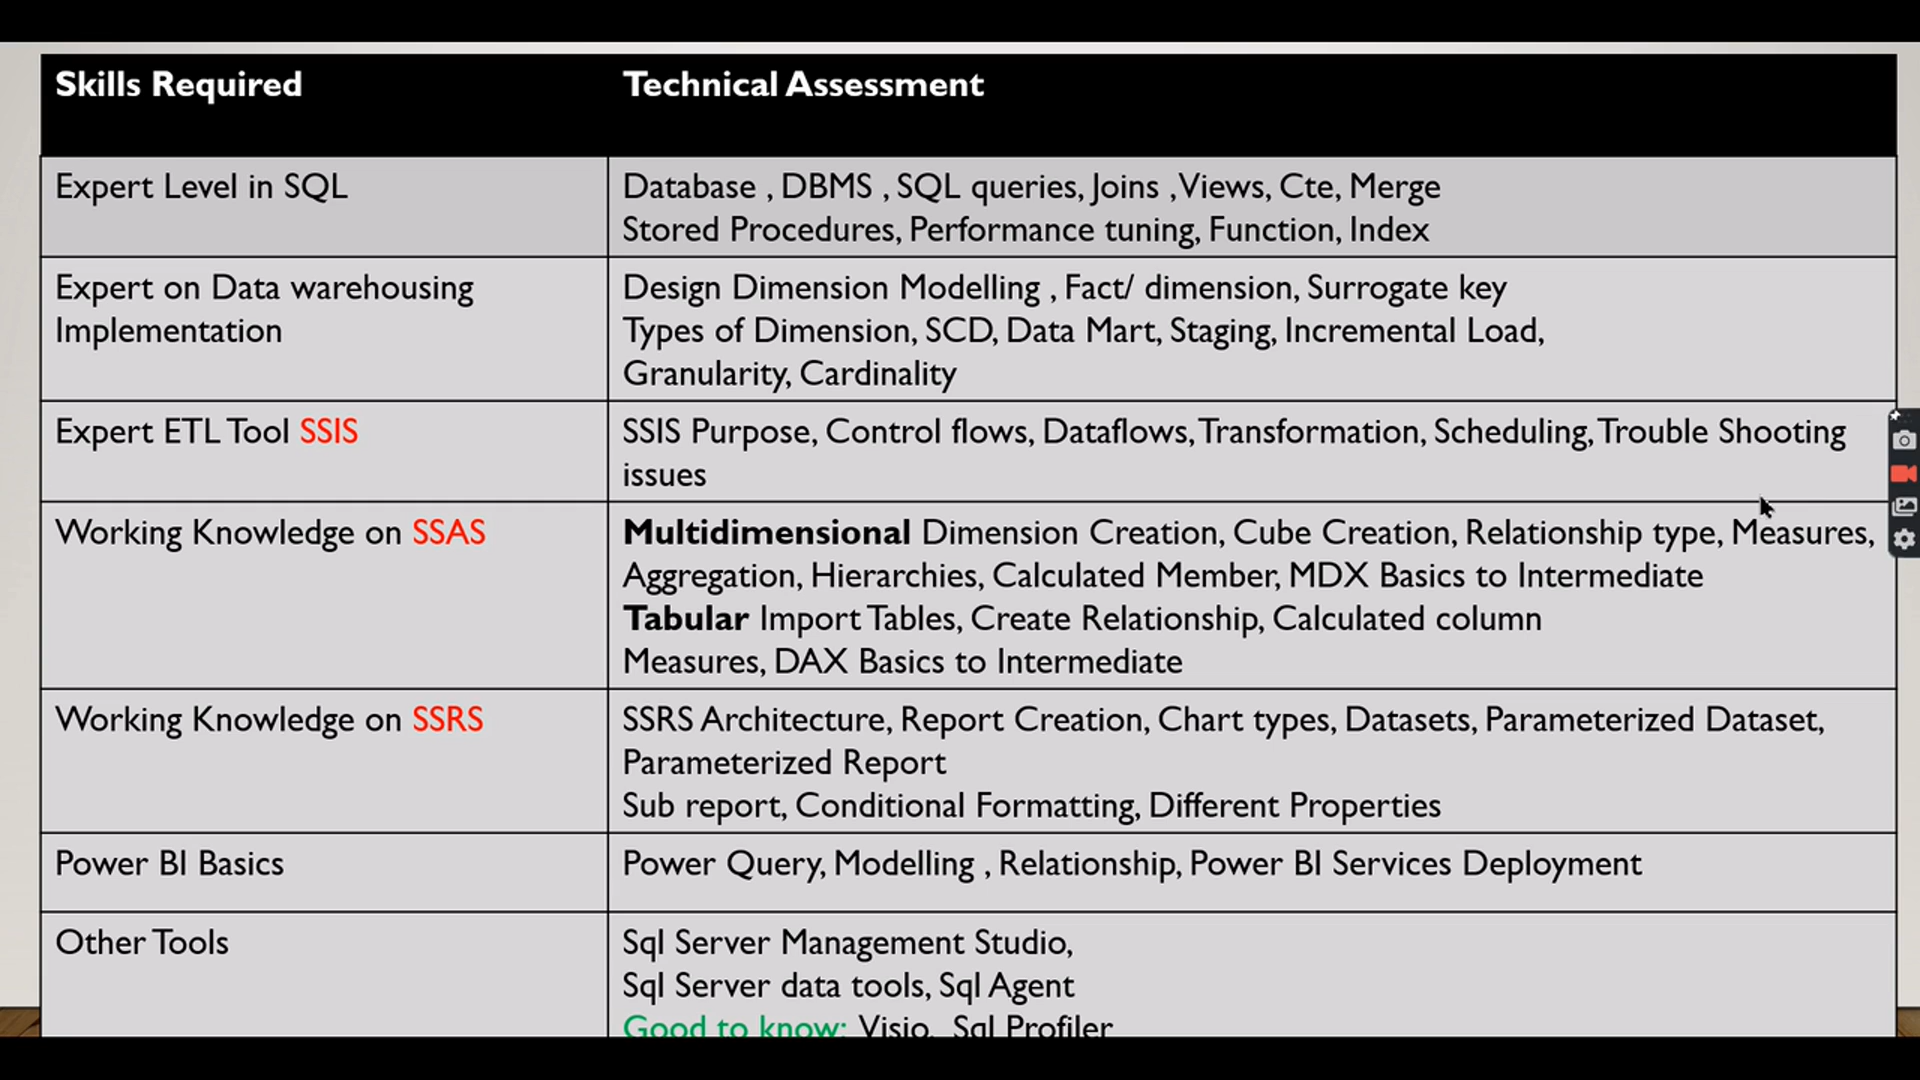 Skills Required
Technical Assessment
Expert Level in SQL
Database , DBMS , SQL queries, Joins ,Views, Cte, Merge
Stored Procedures, Performance tuning, Function, Index
Expert on Data warehousing
Implementation
Design Dimension Modelling , Fact/ dimension, Surrogate key
Types of Dimension, SCD, Data Mart, Staging, Incremental Load,
Granularity, Cardinality
Expert ETL Tool SSIS
SSIS Purpose, Control flows, Dataflows, Transformation, Scheduling, Trouble Shooting
issues
Working Knowledge on SSAS
Multidimensional Dimension Creation, Cube Creation, Relationship type, Measures,
Aggregation, Hierarchies, Calculated Member, MDX Basics to Intermediate
Tabular Import Tables, Create Relationship, Calculated column
Measures, DAX Basics to Intermediate
Working Knowledge on SSRS
SSRS Architecture, Report Creation, Chart types, Datasets, Parameterized Dataset,
Parameterized Report
Sub report, Conditional Formatting, Different Properties
Power BI Basics
Power Query, Modelling , Relationship, Power BI Services Deployment
Other Tools
Sql Server Management Studio,
Sql Server data tools, Sql Agent
Good to know: Visio, Sql Profiler